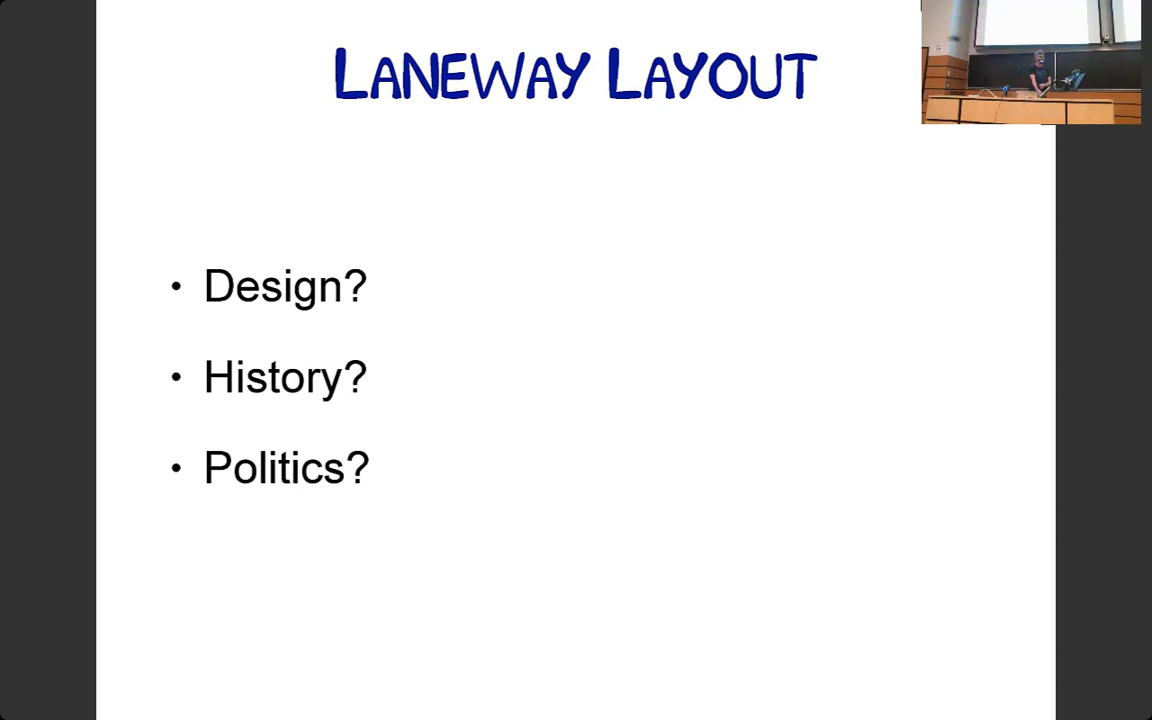 LANEWAY LAYOUT
• Design?
• History?
• Politics?